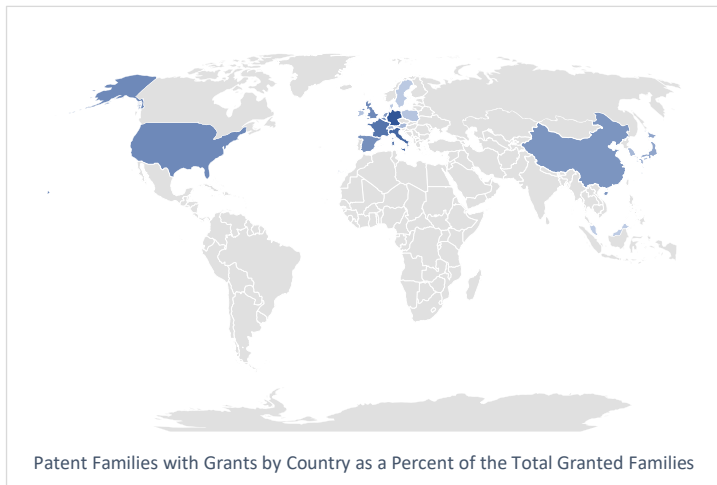 Patent Families with Grants by Country as a Percent of the Total Granted Families